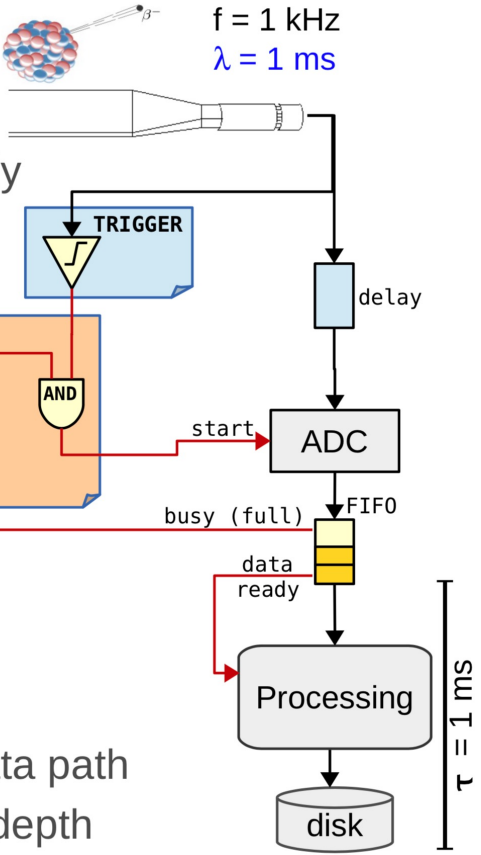 β⁻
f = 1 kHz
λ = 1 ms
y
TRIGGER
delay
AND
start
ADC
FIFO
busy (full)
data
ready
Processing
τ = 1 ms
ta path
depth
disk